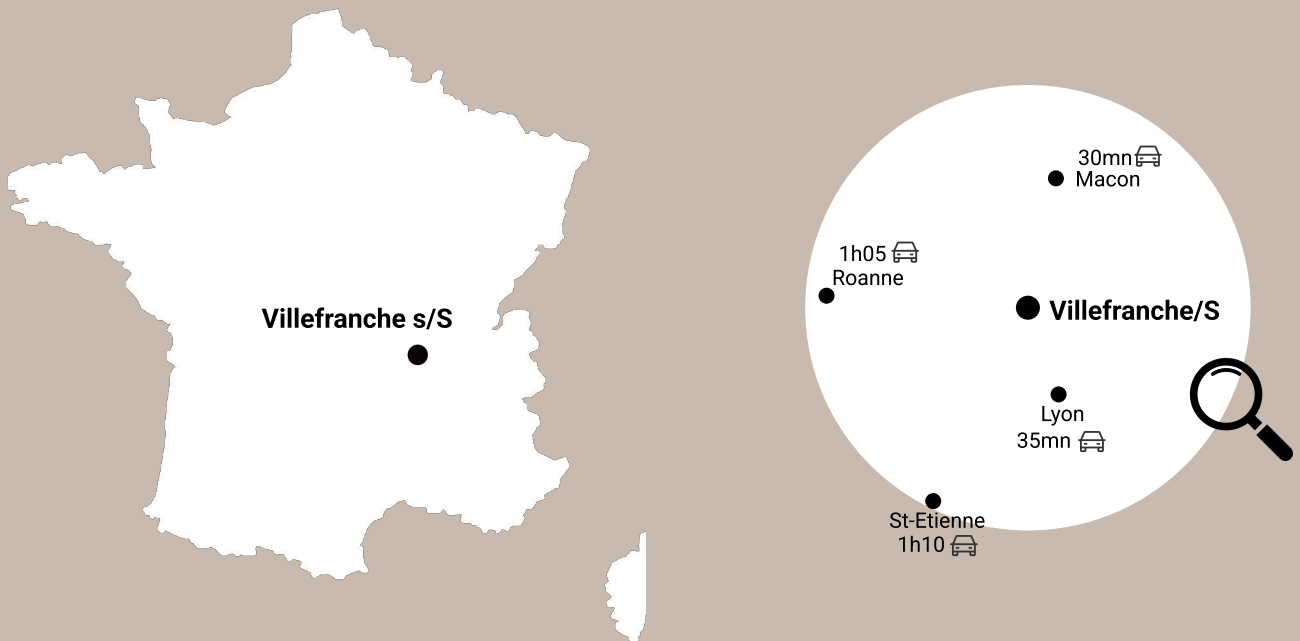 Villefranche s/S
30mn
Macon
1h05
Roanne
Villefranche/S
Lyon
35mn
St-Etienne
1h10